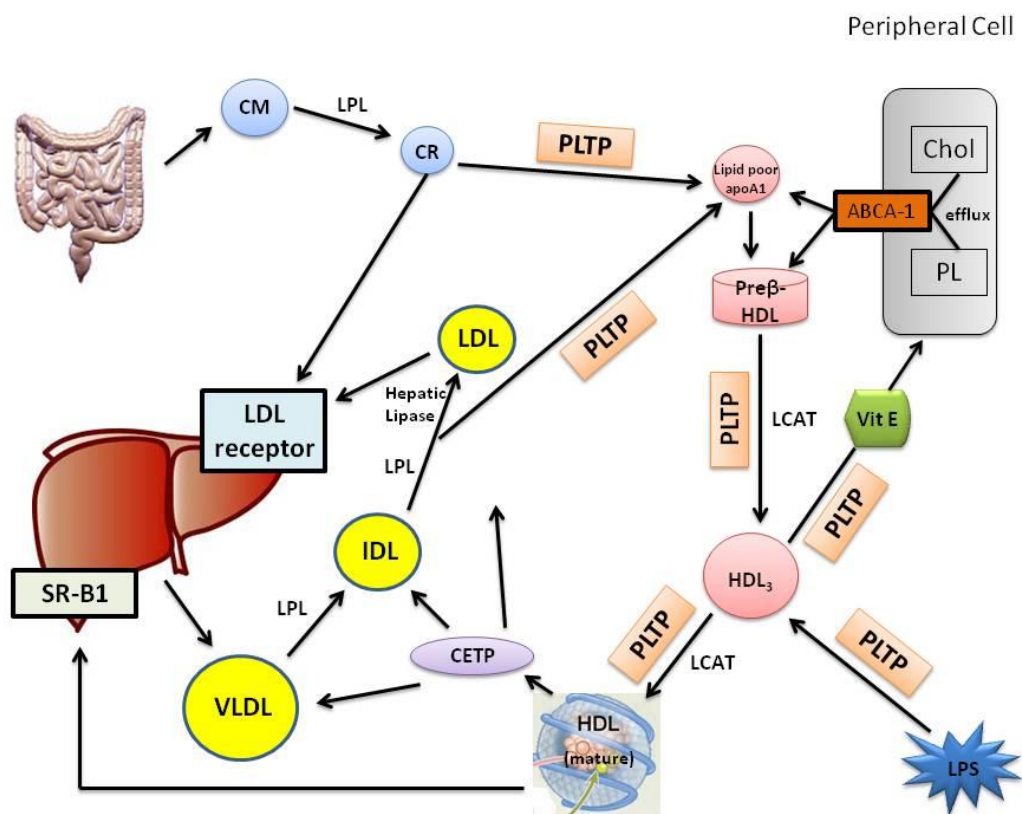 Peripheral Cell
CM
LPL
CR
PLTP
Lipid poor
apoA1
Chol
ABCA-1
efflux
PL
Preβ-
HDL
LDL
PLTP
Hepatic
Lipase
LDL
receptor
PLTP
LCAT
Vit E
LPL
PLTP
IDL
HDL₃
SR-B1
LPL
PLTP
LCAT
PLTP
CETP
VLDL
HDL
(mature)
LPS